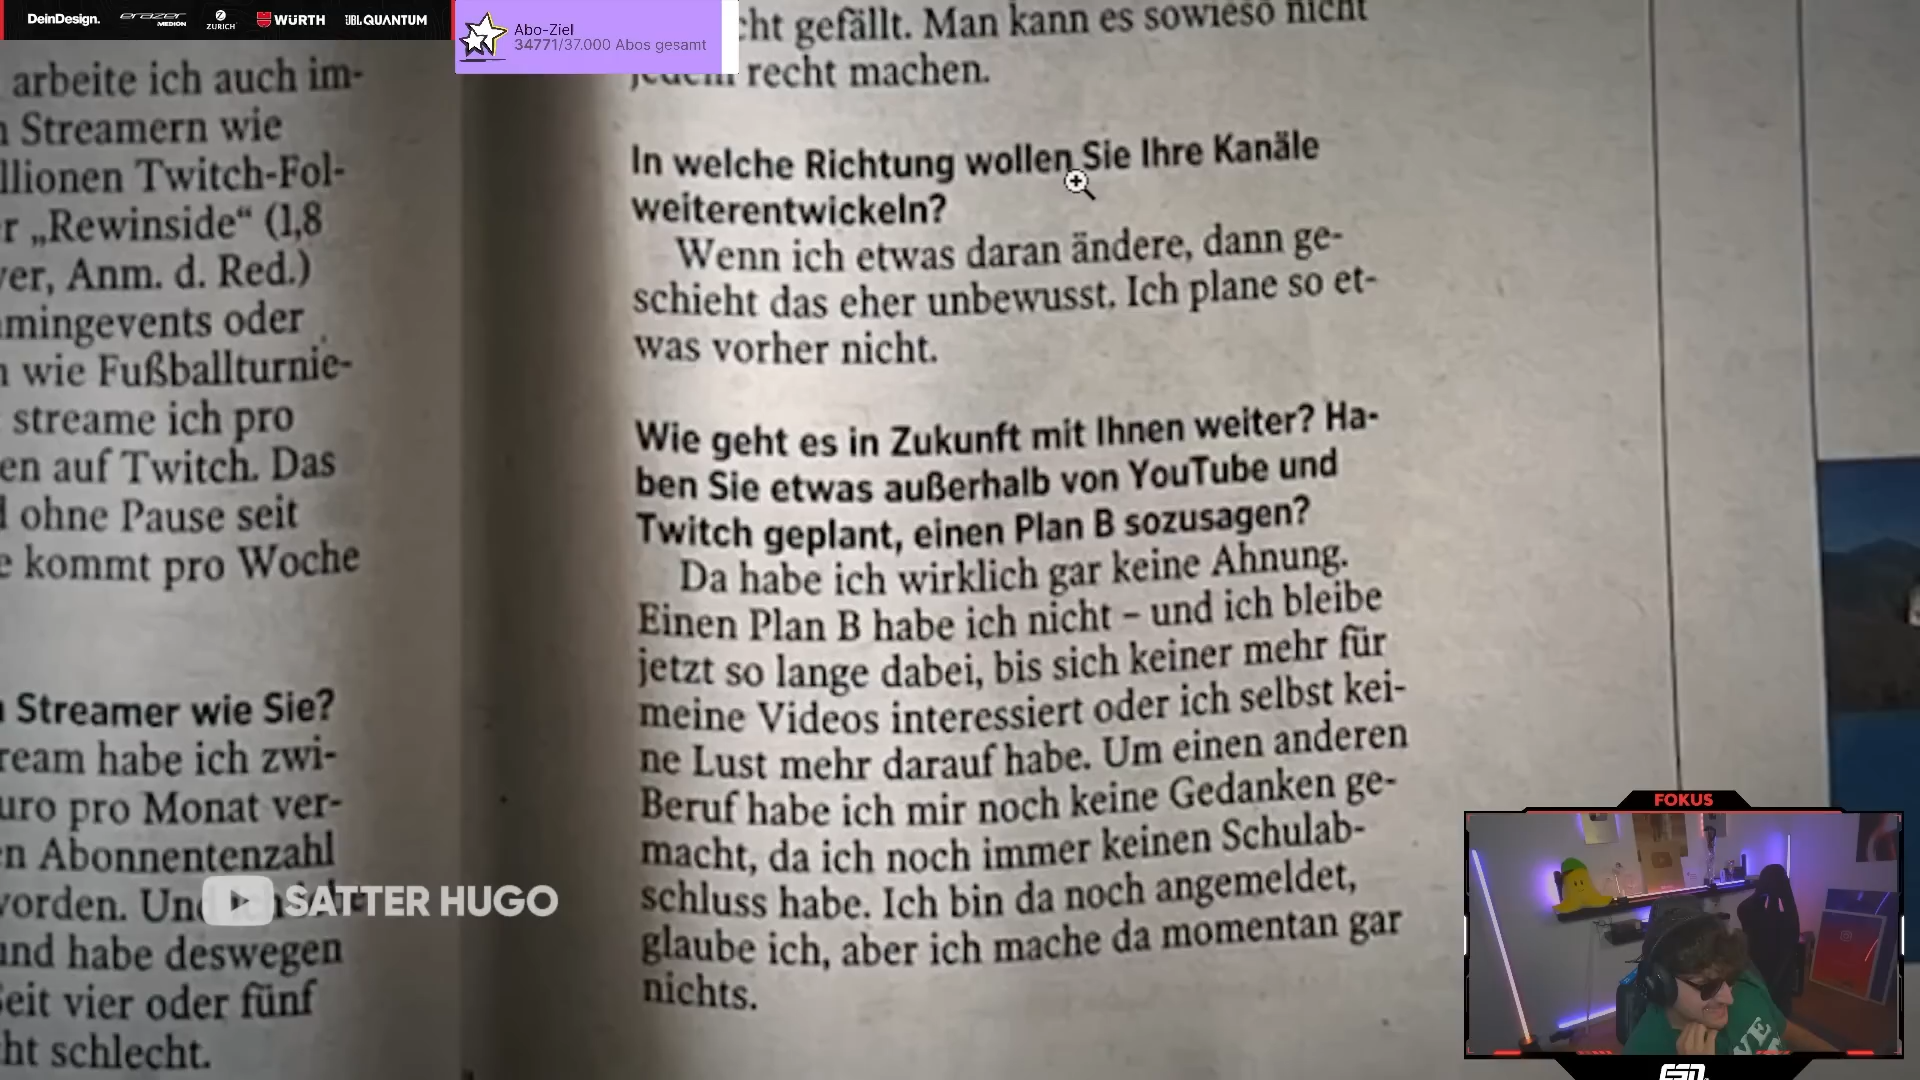 DeinDesign.
erazer
MEDION
ZURICH
WÜRTH
JBL QUANTUM
Abo-Ziel
34771/37.000 Abos gesamt
arbeite ich auch im-
Streamern wie
llionen Twitch-Fol-
r „Rewinside“ (1,8
ver, Anm. d. Red.)
mingevents oder
wie Fußballturnie-
streame ich pro
en auf Twitch. Das
ohne Pause seit
e kommt pro Woche
Streamer wie Sie?
ream habe ich zwi-
uro pro Monat ver-
n Abonnentenzahl
vorden. Und
und habe deswegen
Seit vier oder fünf
ht schlecht.
cht gefällt. Man kann es sowieso nicht
jedem recht machen.
In welche Richtung wollen Sie Ihre Kanäle
weiterentwickeln?
Wenn ich etwas daran ändere, dann ge-
schieht das eher unbewusst. Ich plane so et-
was vorher nicht.
Wie geht es in Zukunft mit Ihnen weiter? Ha-
ben Sie etwas außerhalb von YouTube und
Twitch geplant, einen Plan B sozusagen?
Da habe ich wirklich gar keine Ahnung.
Einen Plan B habe ich nicht – und ich bleibe
jetzt so lange dabei, bis sich keiner mehr für
meine Videos interessiert oder ich selbst kei-
ne Lust mehr darauf habe. Um einen anderen
Beruf habe ich mir noch keine Gedanken ge-
macht, da ich noch immer keinen Schulab-
schluss habe. Ich bin da noch angemeldet,
glaube ich, aber ich mache da momentan gar
nichts.
SATTER HUGO
FOKUS